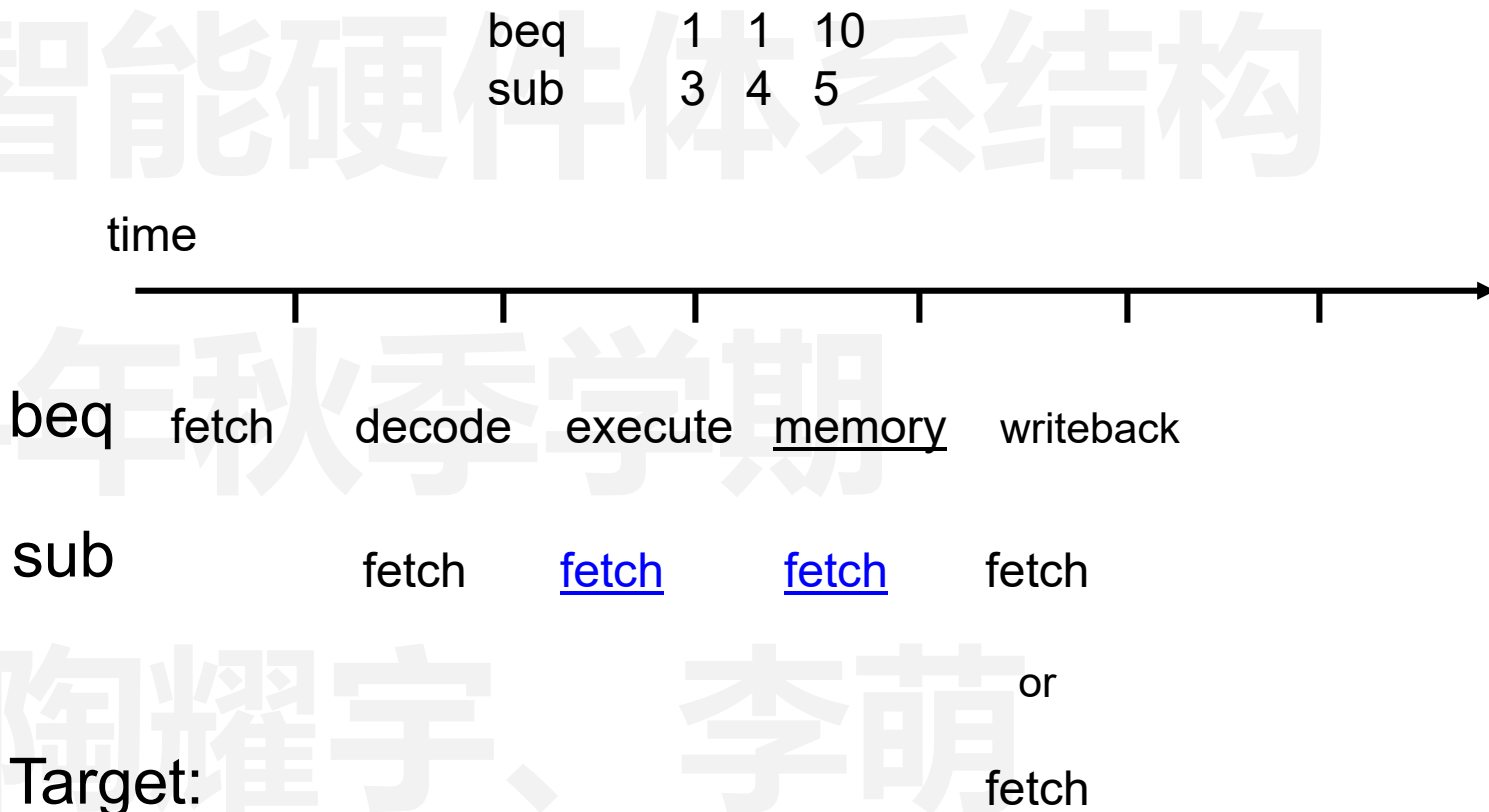 beq 1 1 10
sub 3 4 5
智能硬件体系结构
time
年秋季学期
beq fetch decode execute memory writeback
sub fetch fetch fetch fetch
or
陶耀宇、李萌
Target: fetch